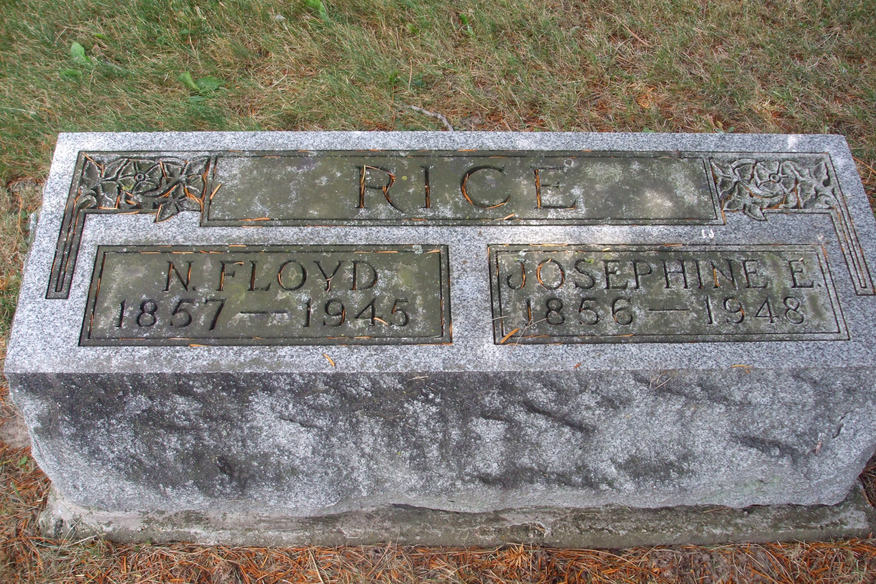 RICE
N. FLOYD
1857 — 1945
JOSEPHINE E.
1856 — 1948